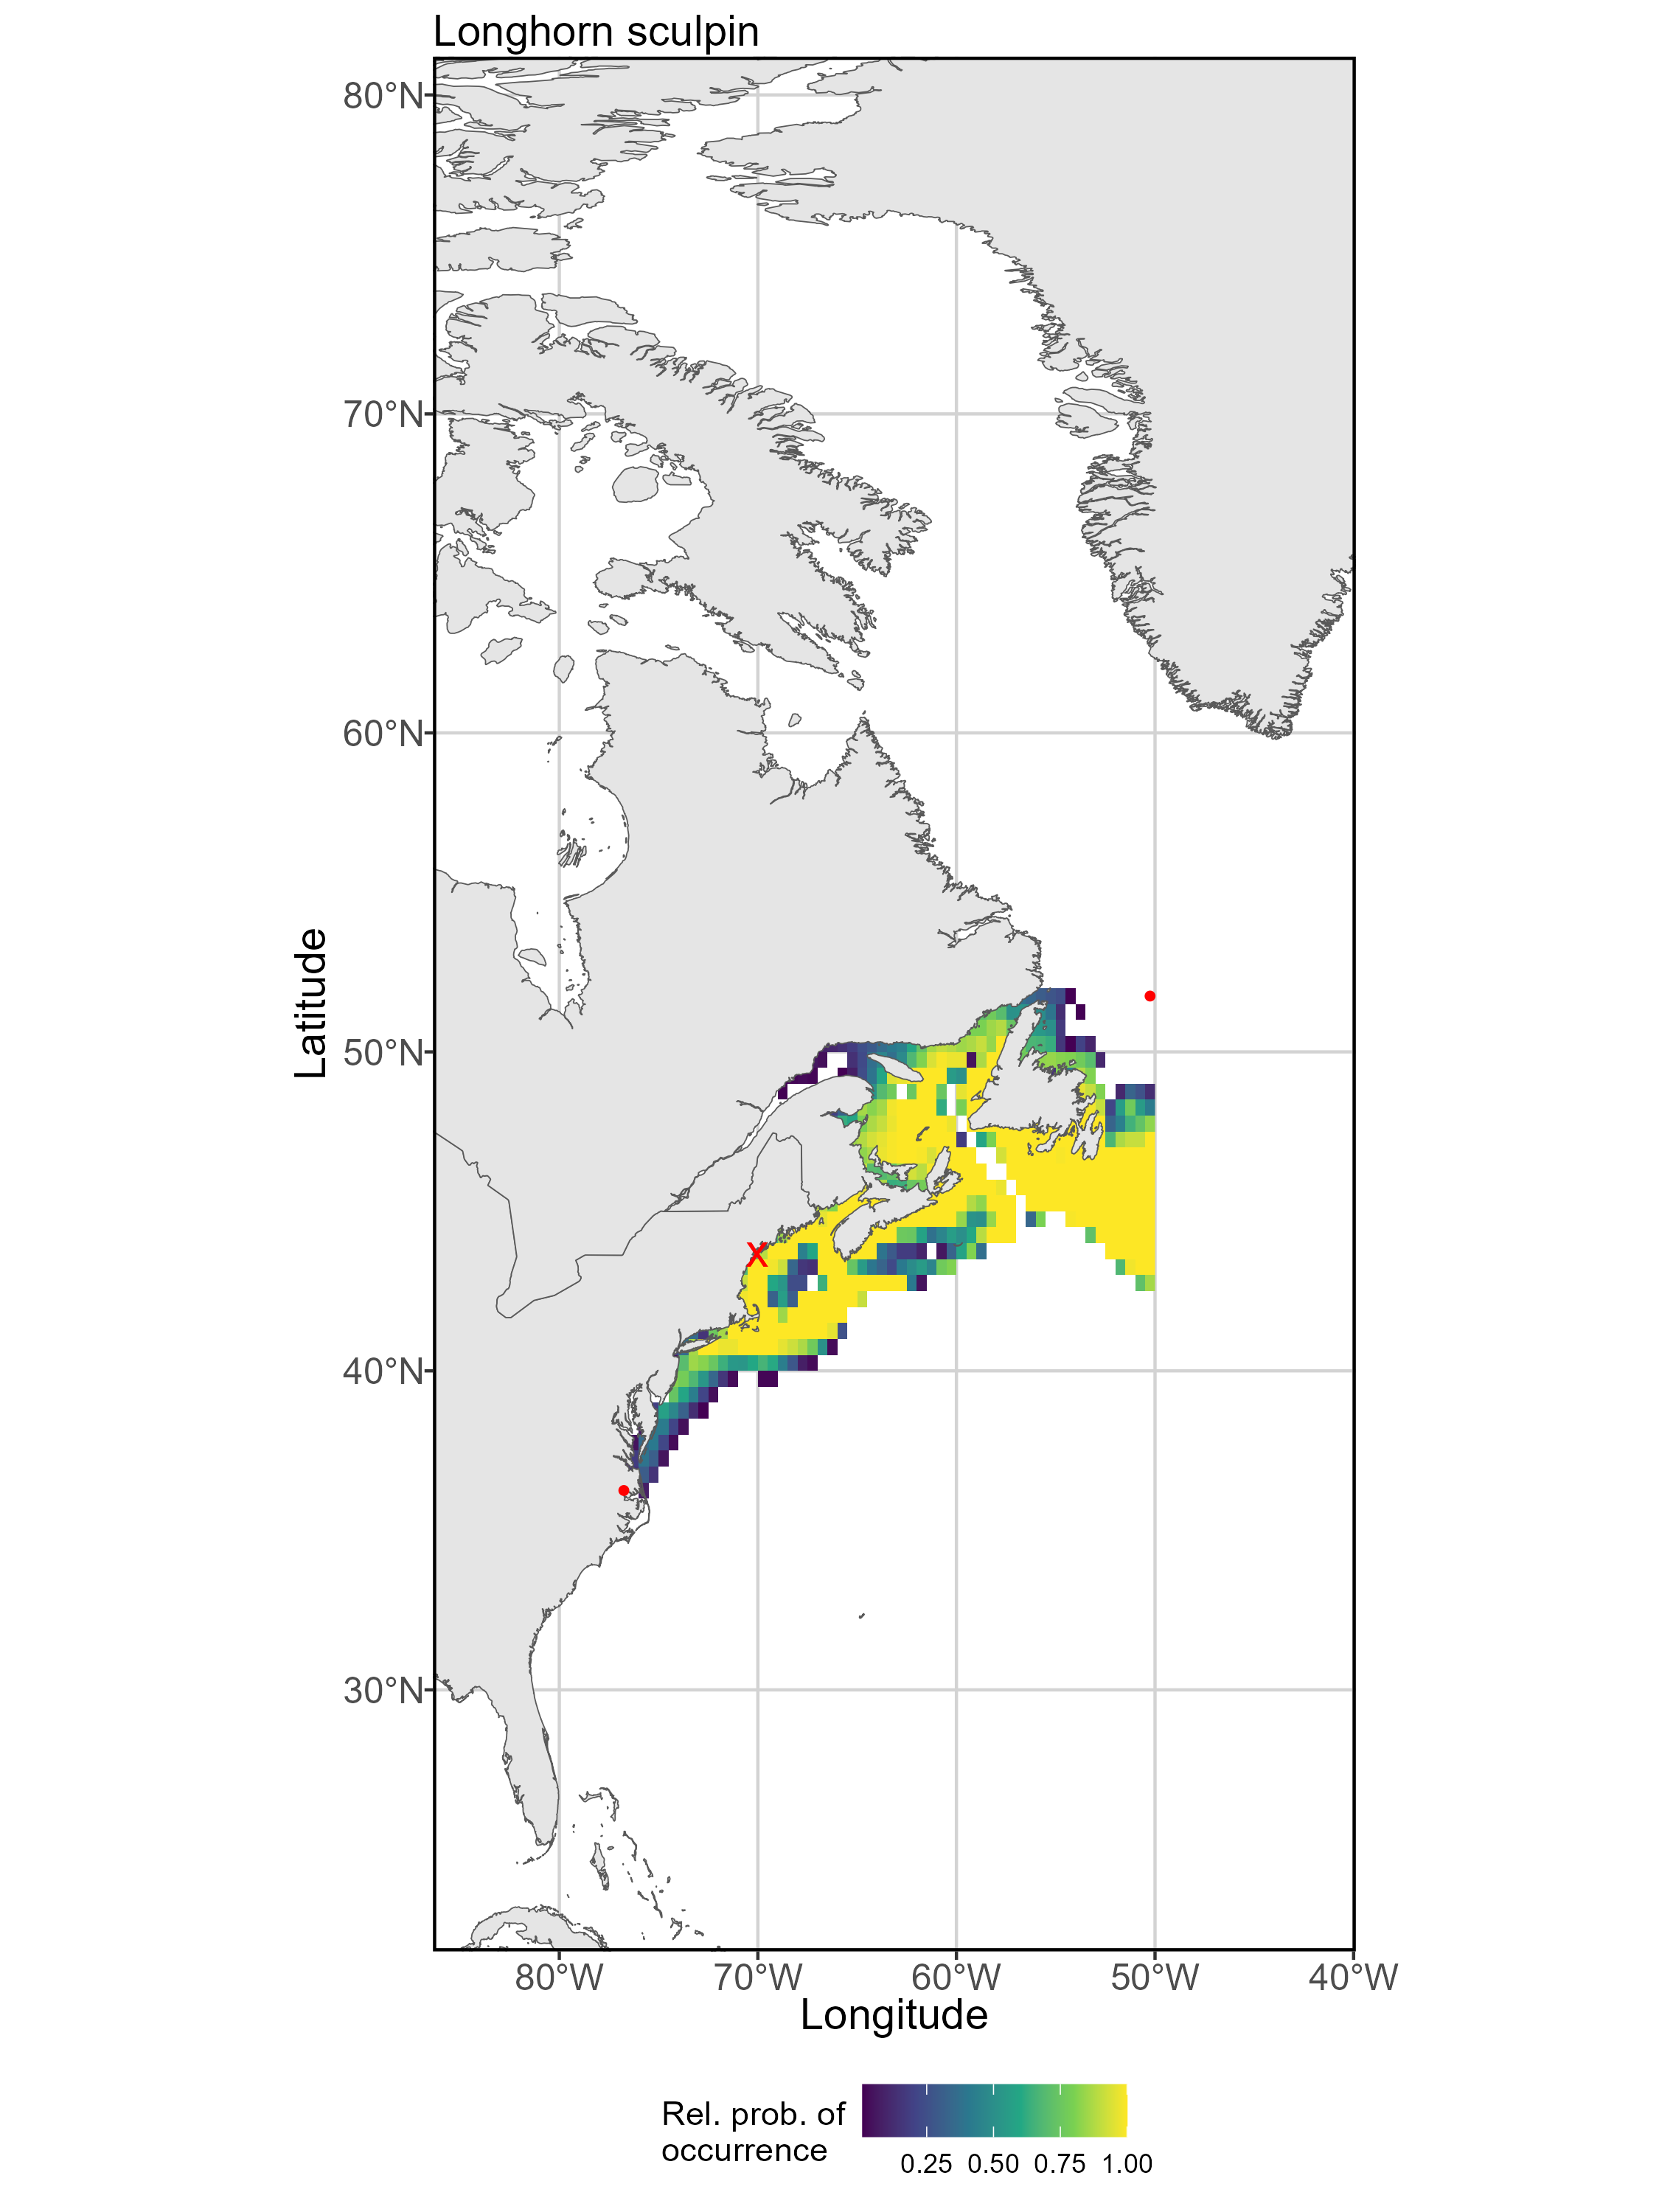 Longhorn sculpin
80°N
70°N
60°N
50°N
40°N
30°N
Latitude
X
80°W 70°W 60°W 50°W 40°W
Longitude
Rel. prob. of
occurrence
0.25 0.50 0.75 1.00